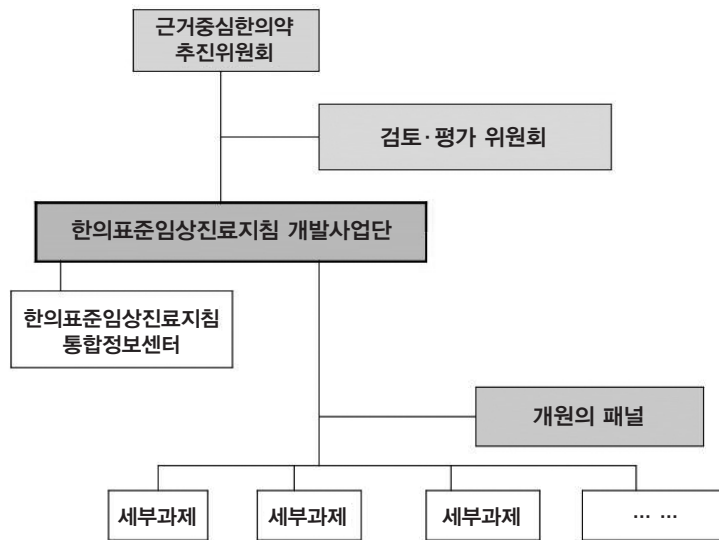 근거중심한의약
추진위원회
검토·평가 위원회
한의표준임상진료지침 개발사업단
한의표준임상진료지침
통합정보센터
개원의 패널
세부과제
세부과제
세부과제
… …